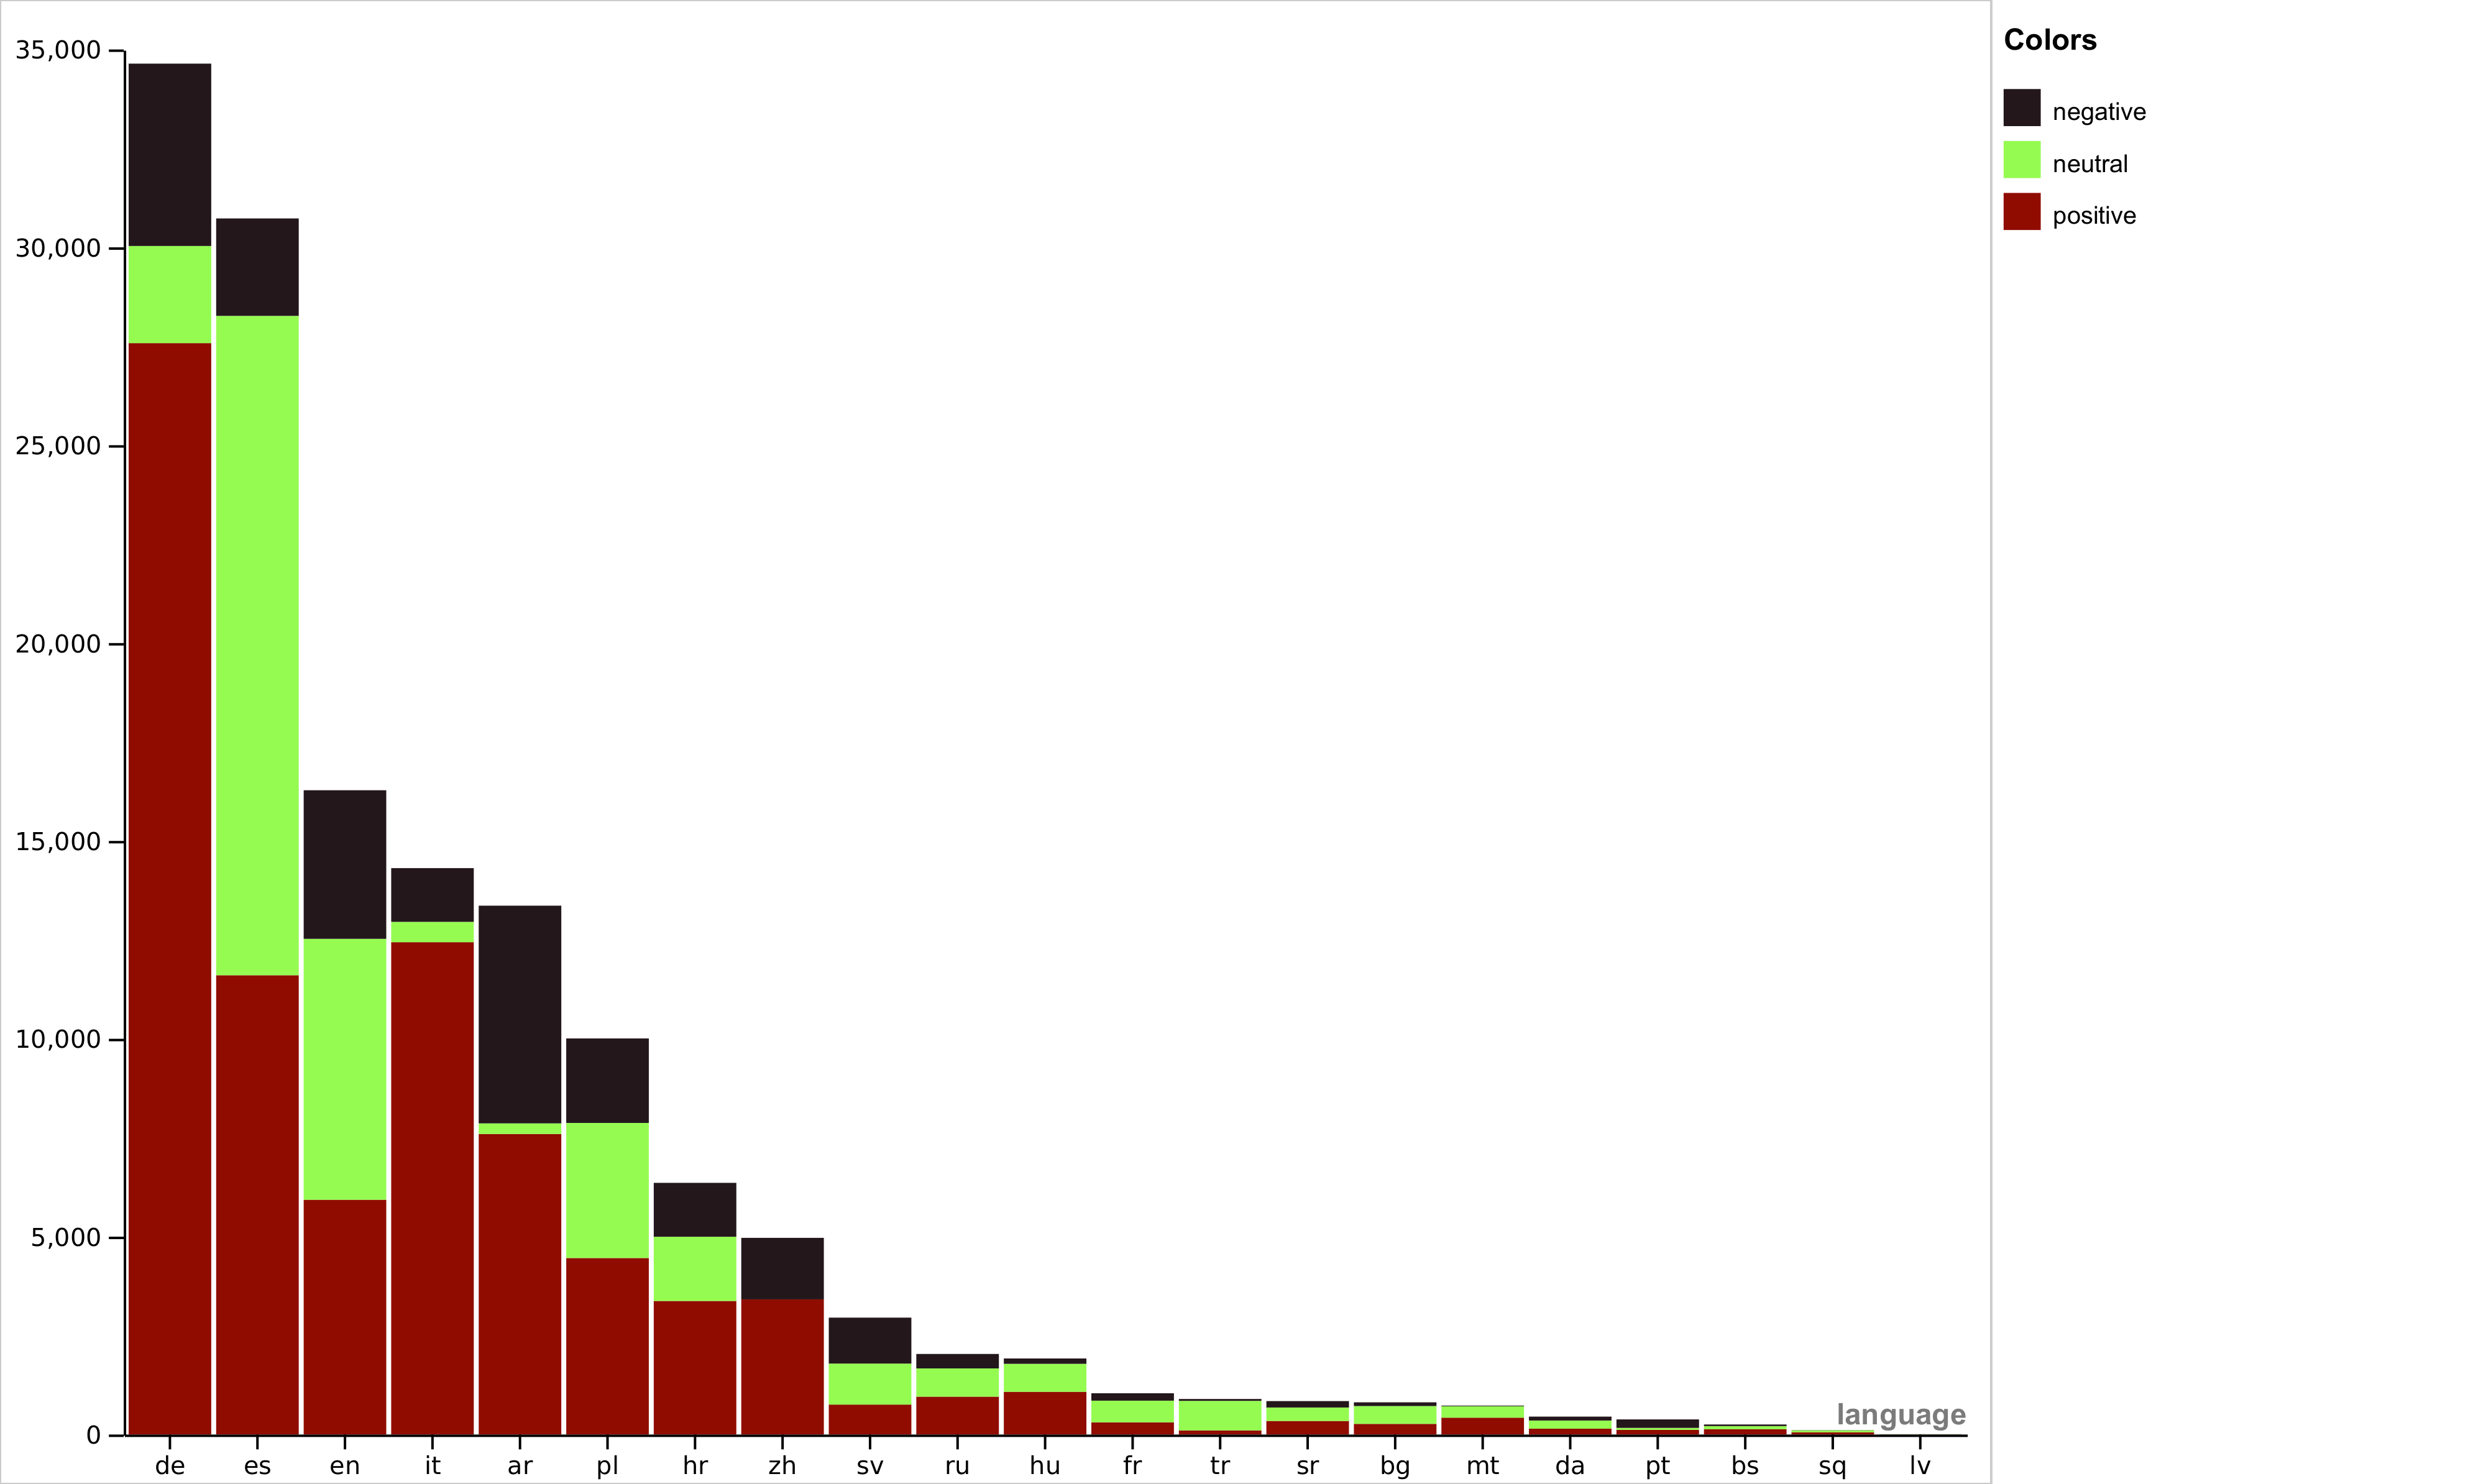 35,000
30,000
25,000
20,000
15,000
10,000
5,000
0
de es en it ar pl hr zh sv ru hu fr tr sr bg mt da pt bs sq lv
language
Colors
negative
neutral
positive